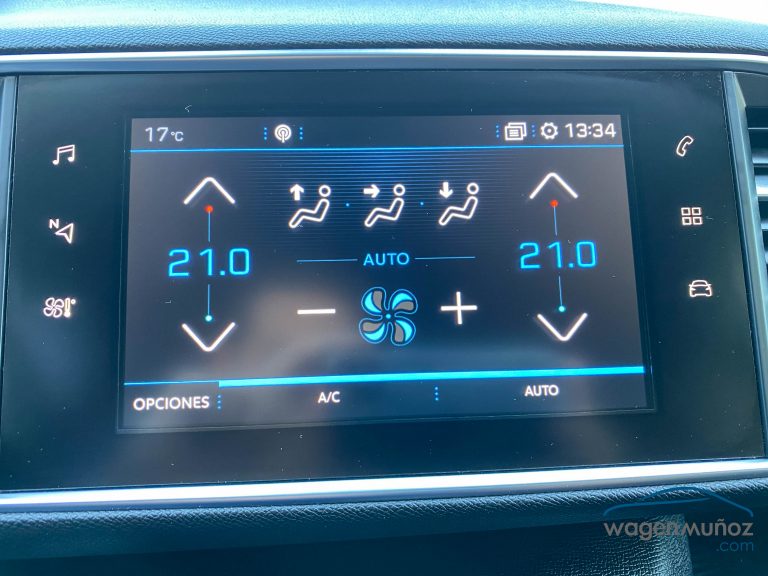 17°C
13:34
N
21.0
21.0
AUTO
OPCIONES
A/C
AUTO
wagenmuñoz
.com